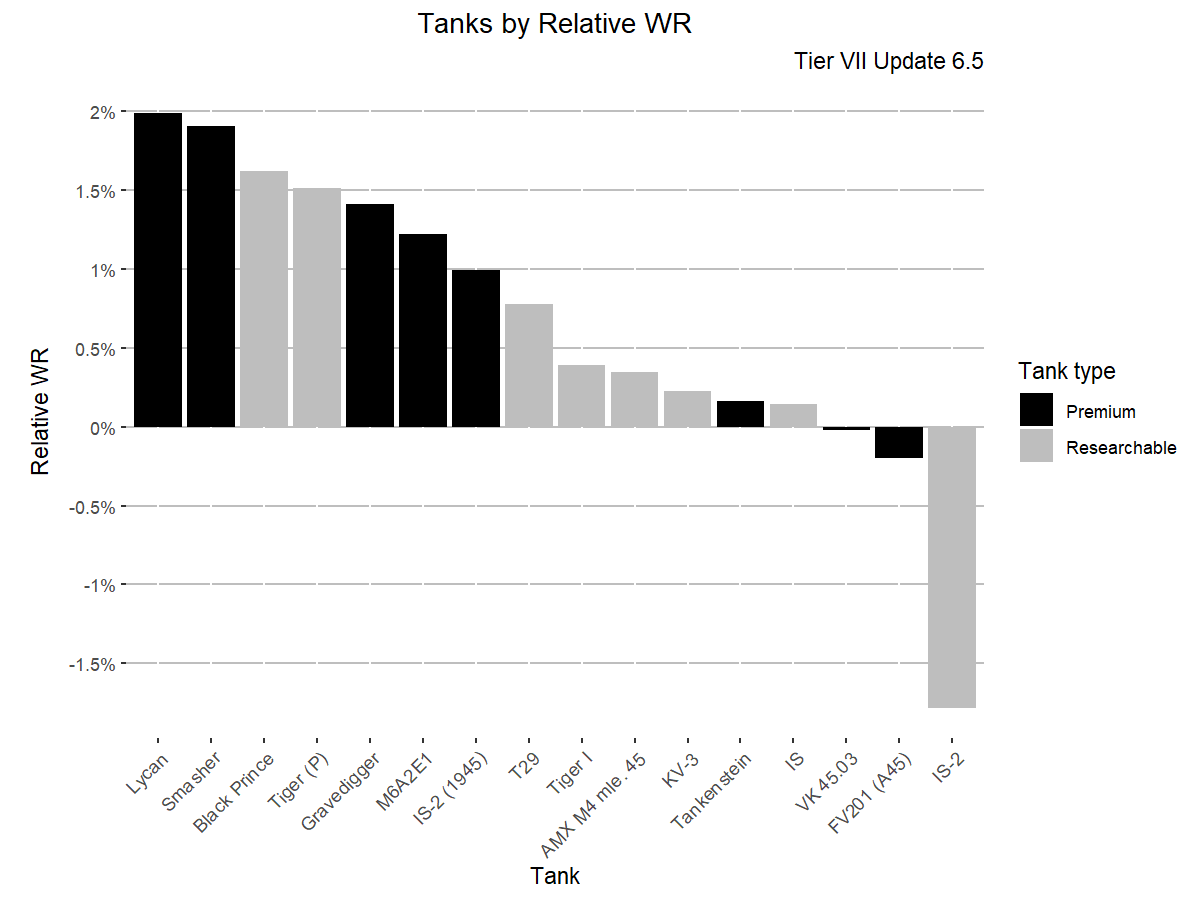 Tanks by Relative WR
Tier VII Update 6.5
2%
1.5%
1%
0.5%
0%
-0.5%
-1%
-1.5%
Relative WR
Lycan
Smasher
Black Prince
Tiger (P)
Gravedigger
M6A2E1
IS-2 (1945)
T29
Tiger I
AMX M4 mle. 45
KV-3
Tankenstein
IS
VK 45.03
FV201 (A45)
IS-2
Tank
Tank type
Premium
Researchable